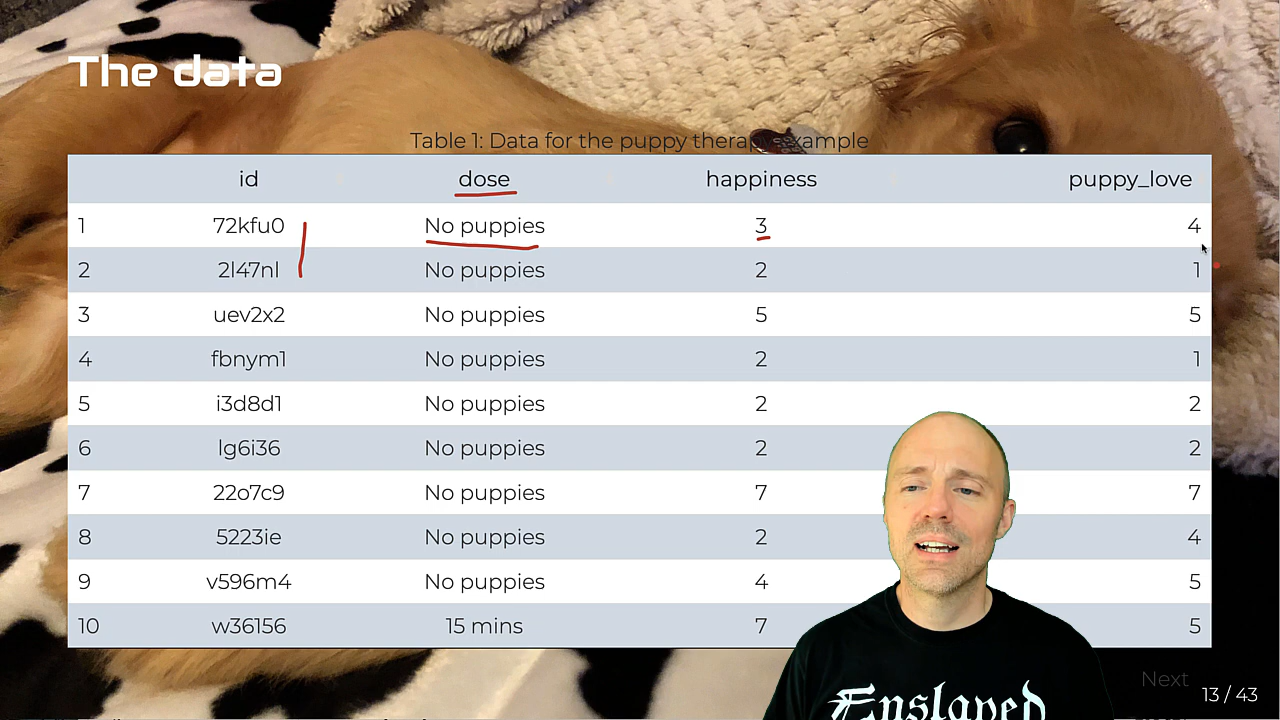 The data
Table 1: Data for the puppy therapy example
id dose happiness puppy_love
1 72kfu0 No puppies 3 4
2 2l47nl No puppies 2 1
3 uev2x2 No puppies 5 5
4 fbnym1 No puppies 2 1
5 i3d8d1 No puppies 2 2
6 lg6i36 No puppies 2 2
7 22o7c9 No puppies 7 7
8 5223ie No puppies 2 4
9 v596m4 No puppies 4 5
10 w36156 15 mins 7 5
Enslaved
Next
13 / 43